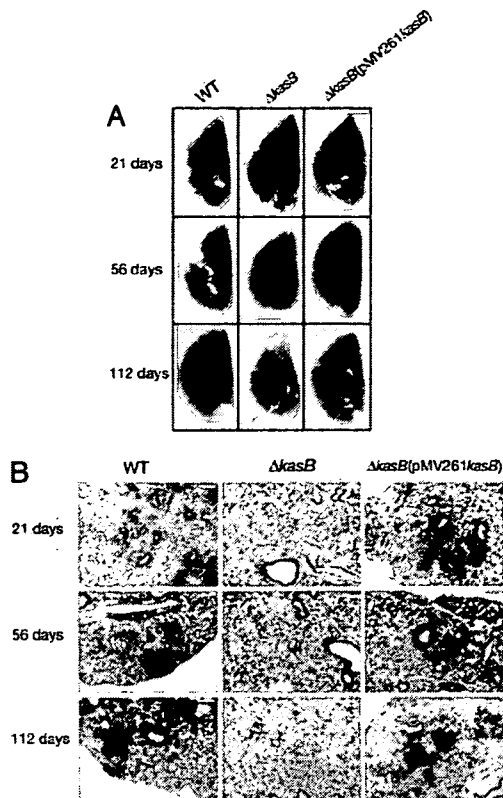 WT
ΔkasB
ΔkasB(pMV261kasB)
A
21 days
56 days
112 days
B
WT
ΔkasB
ΔkasB(pMV261kasB)
21 days
56 days
112 days